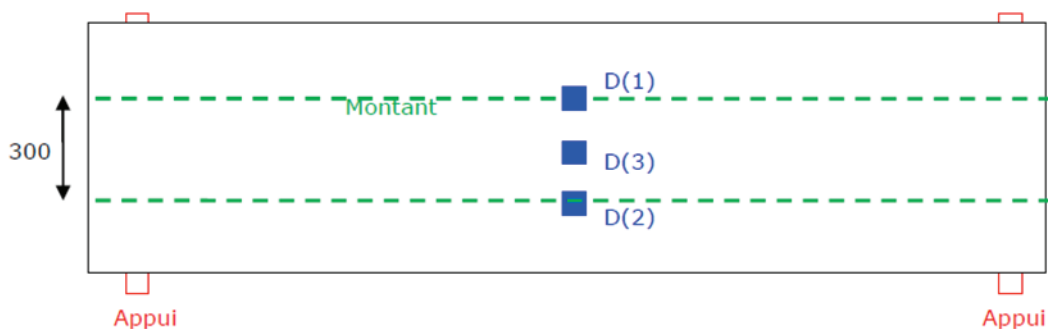 D(1)
Montant
300
D(3)
D(2)
Appui
Appui